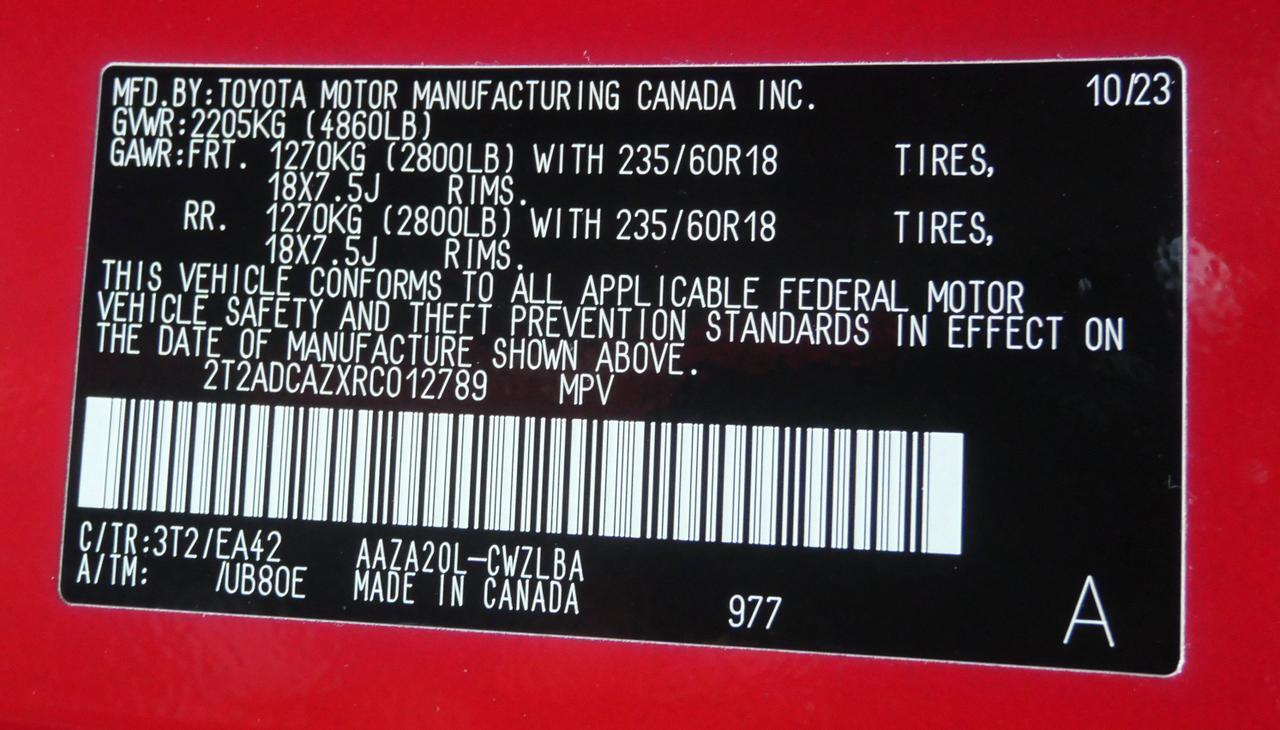 MFD.BY:TOYOTA MOTOR MANUFACTURING CANADA INC. 10/23
GVWR:2205KG (4860LB)
GAWR:FRT. 1270KG (2800LB) WITH 235/60R18 TIRES,
18X7.5J RIMS.
RR. 1270KG (2800LB) WITH 235/60R18 TIRES,
18X7.5J RIMS.
THIS VEHICLE CONFORMS TO ALL APPLICABLE FEDERAL MOTOR
VEHICLE SAFETY AND THEFT PREVENTION STANDARDS IN EFFECT ON
THE DATE OF MANUFACTURE SHOWN ABOVE.
2T2ADCAZXRC012789 MPV
C/TR:3T2/EA42 AAZA20L-CWZLBA
A/TM: /UB80E MADE IN CANADA 977 A